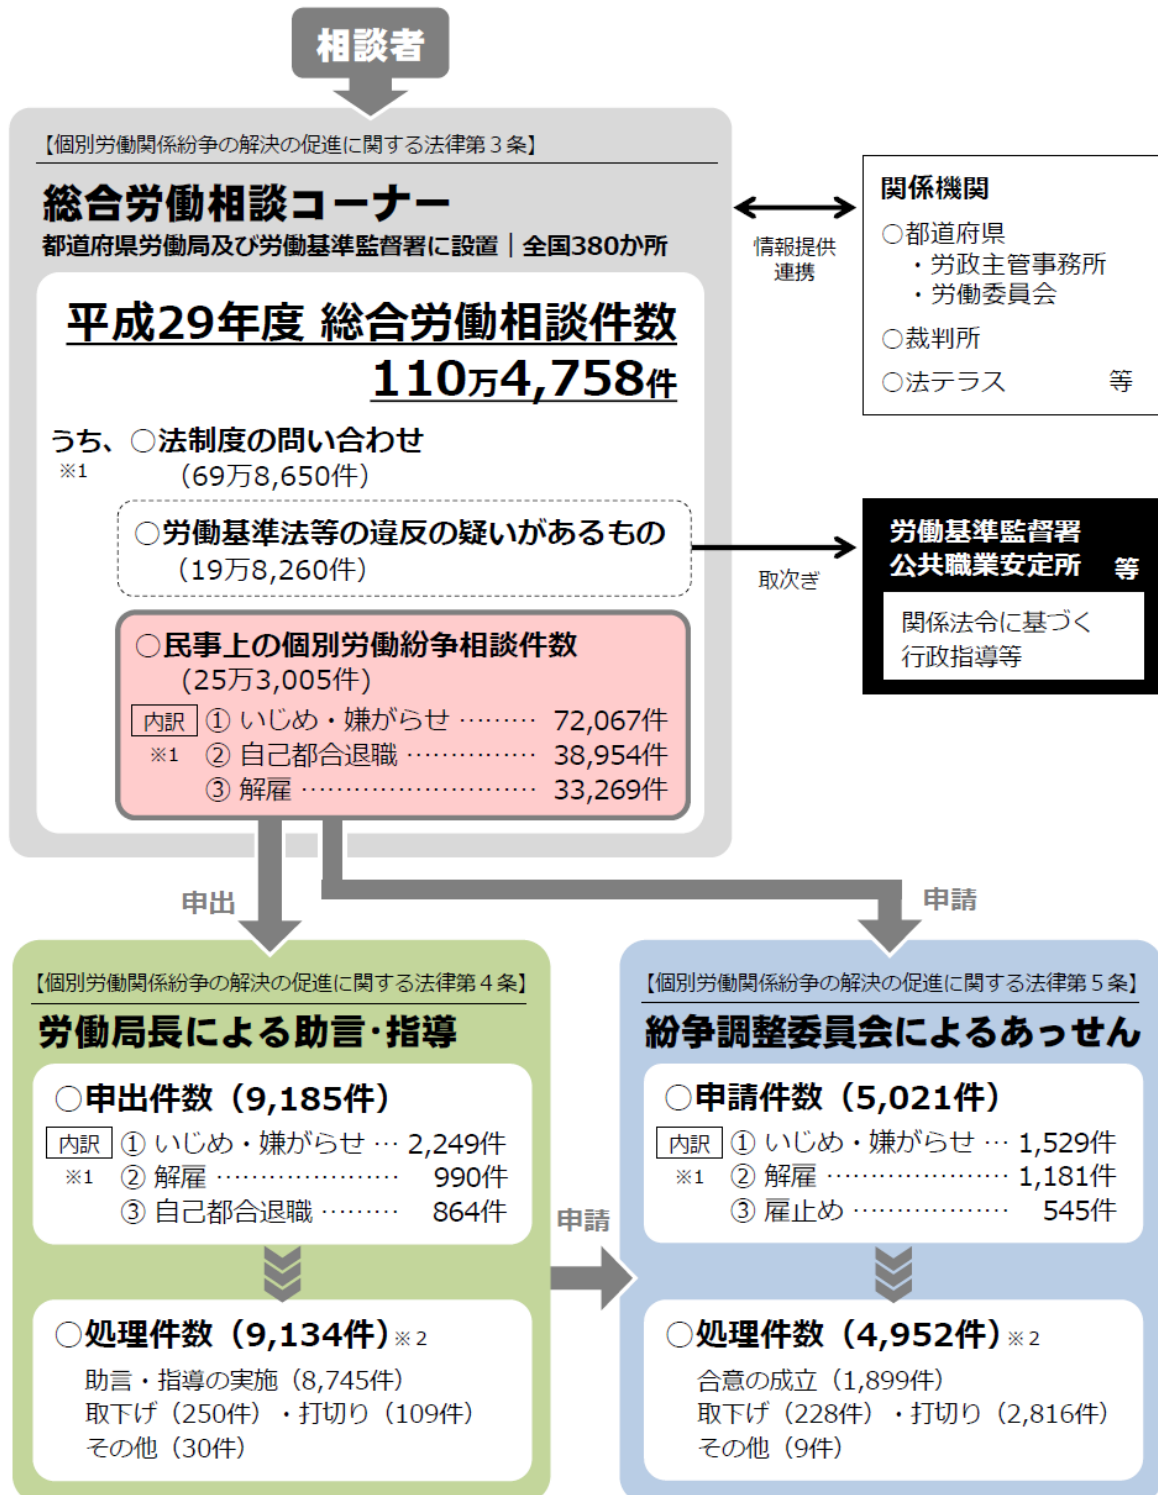 相談者
【個別労働関係紛争の解決の促進に関する法律第３条】
総合労働相談コーナー
都道府県労働局及び労働基準監督署に設置｜全国380か所
平成29年度 総合労働相談件数
110万4,758件
うち、○法制度の問い合わせ
※1 （69万8,650件）
○労働基準法等の違反の疑いがあるもの
（19万8,260件）
○民事上の個別労働紛争相談件数
(25万3,005件)
内訳 ① いじめ・嫌がらせ ……… 72,067件
※1 ② 自己都合退職 …………… 38,954件
③ 解雇 ……………………… 33,269件
情報提供
連携
関係機関
○都道府県
・労政主管事務所
・労働委員会
○裁判所
○法テラス 等
取次ぎ
労働基準監督署
公共職業安定所 等
関係法令に基づく
行政指導等
申出
申請
【個別労働関係紛争の解決の促進に関する法律第４条】
労働局長による助言・指導
○申出件数（9,185件）
内訳 ① いじめ・嫌がらせ … 2,249件
※1 ② 解雇 ………………… 990件
③ 自己都合退職 ……… 864件
○処理件数（9,134件）※２
助言・指導の実施（8,745件）
取下げ（250件）・打切り（109件）
その他（30件）
申請
【個別労働関係紛争の解決の促進に関する法律第５条】
紛争調整委員会によるあっせん
○申請件数（5,021件）
内訳 ① いじめ・嫌がらせ … 1,529件
※1 ② 解雇 ……………… 1,181件
③ 雇止め ……………… 545件
○処理件数（4,952件）※２
合意の成立（1,899件）
取下げ（228件）・打切り（2,816件）
その他（9件）